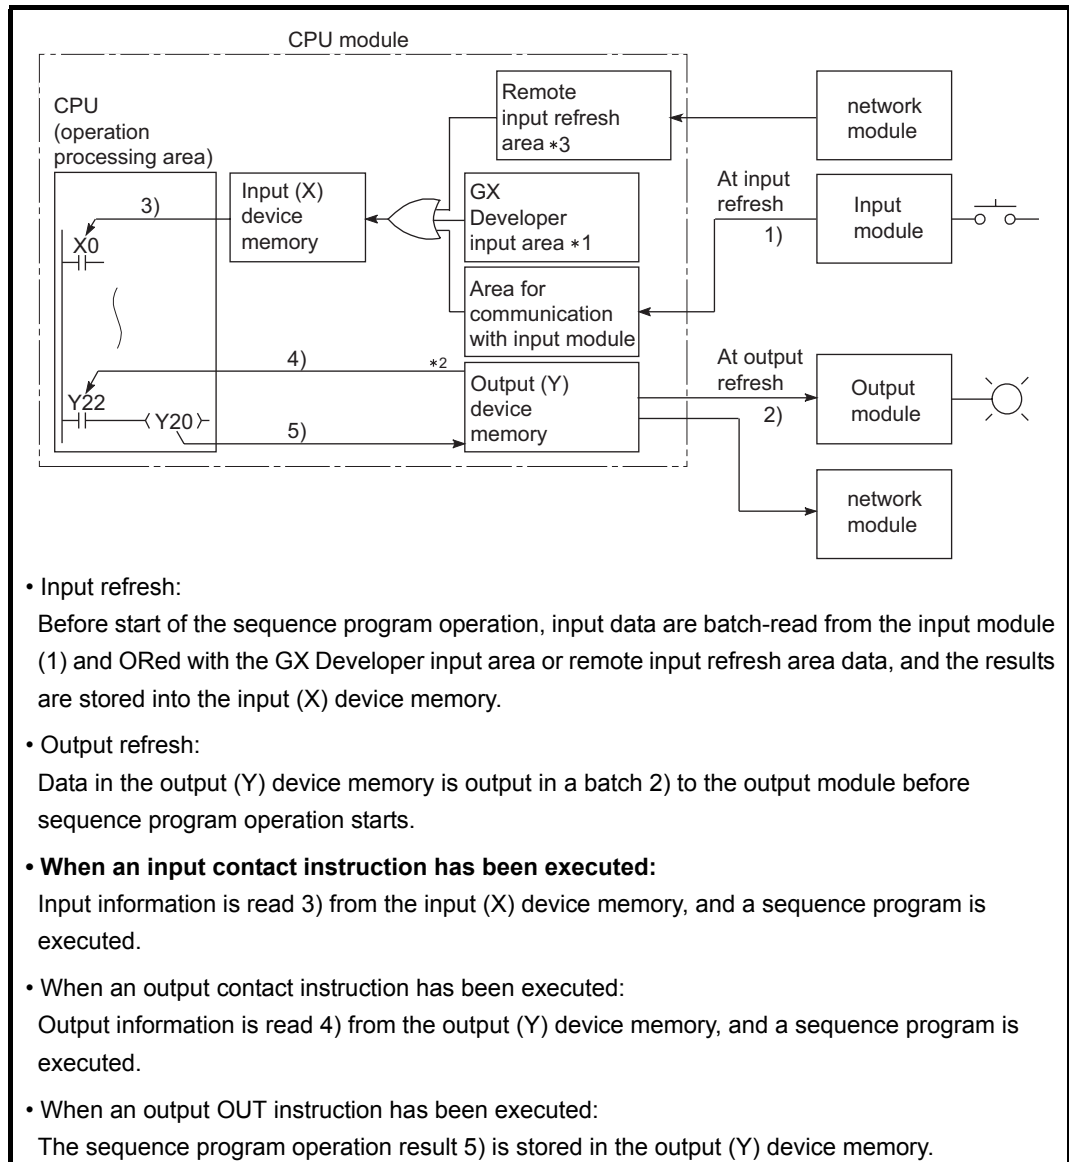 CPU module
CPU
(operation
processing area)
Remote
input refresh
area *3
network
module
3)
Input (X)
device
memory
GX
Developer
input area *1
At input
refresh
1)
Input
module
X0
Area for
communication
with input module
4)
*2
Output (Y)
device
memory
At output
refresh
2)
Output
module
Y22
Y20
5)
network
module
• Input refresh:
Before start of the sequence program operation, input data are batch-read from the input module
(1) and ORed with the GX Developer input area or remote input refresh area data, and the results
are stored into the input (X) device memory.
• Output refresh:
Data in the output (Y) device memory is output in a batch 2) to the output module before
sequence program operation starts.
• When an input contact instruction has been executed:
Input information is read 3) from the input (X) device memory, and a sequence program is
executed.
• When an output contact instruction has been executed:
Output information is read 4) from the output (Y) device memory, and a sequence program is
executed.
• When an output OUT instruction has been executed:
The sequence program operation result 5) is stored in the output (Y) device memory.